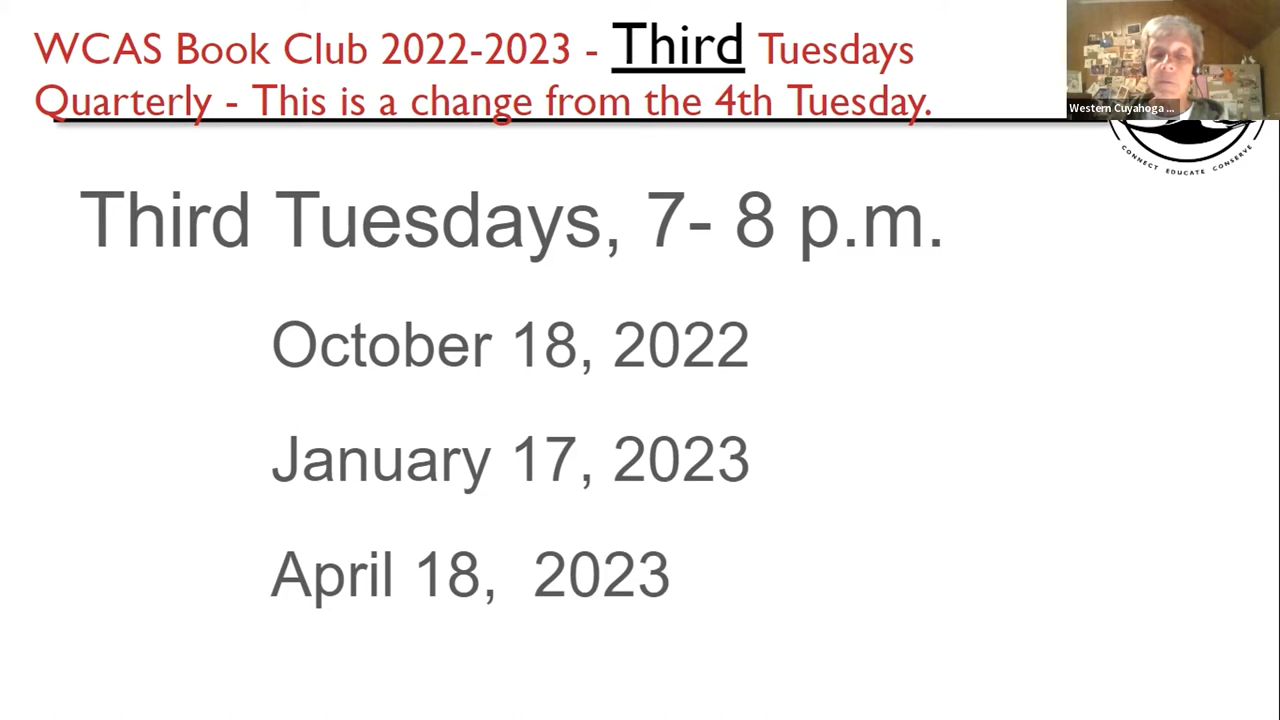 WCAS Book Club 2022-2023 - Third Tuesdays
Quarterly - This is a change from the 4th Tuesday.
Western Cuyahoga ...
CONNECT EDUCATE CONSERVE
Third Tuesdays, 7- 8 p.m.
October 18, 2022
January 17, 2023
April 18,  2023